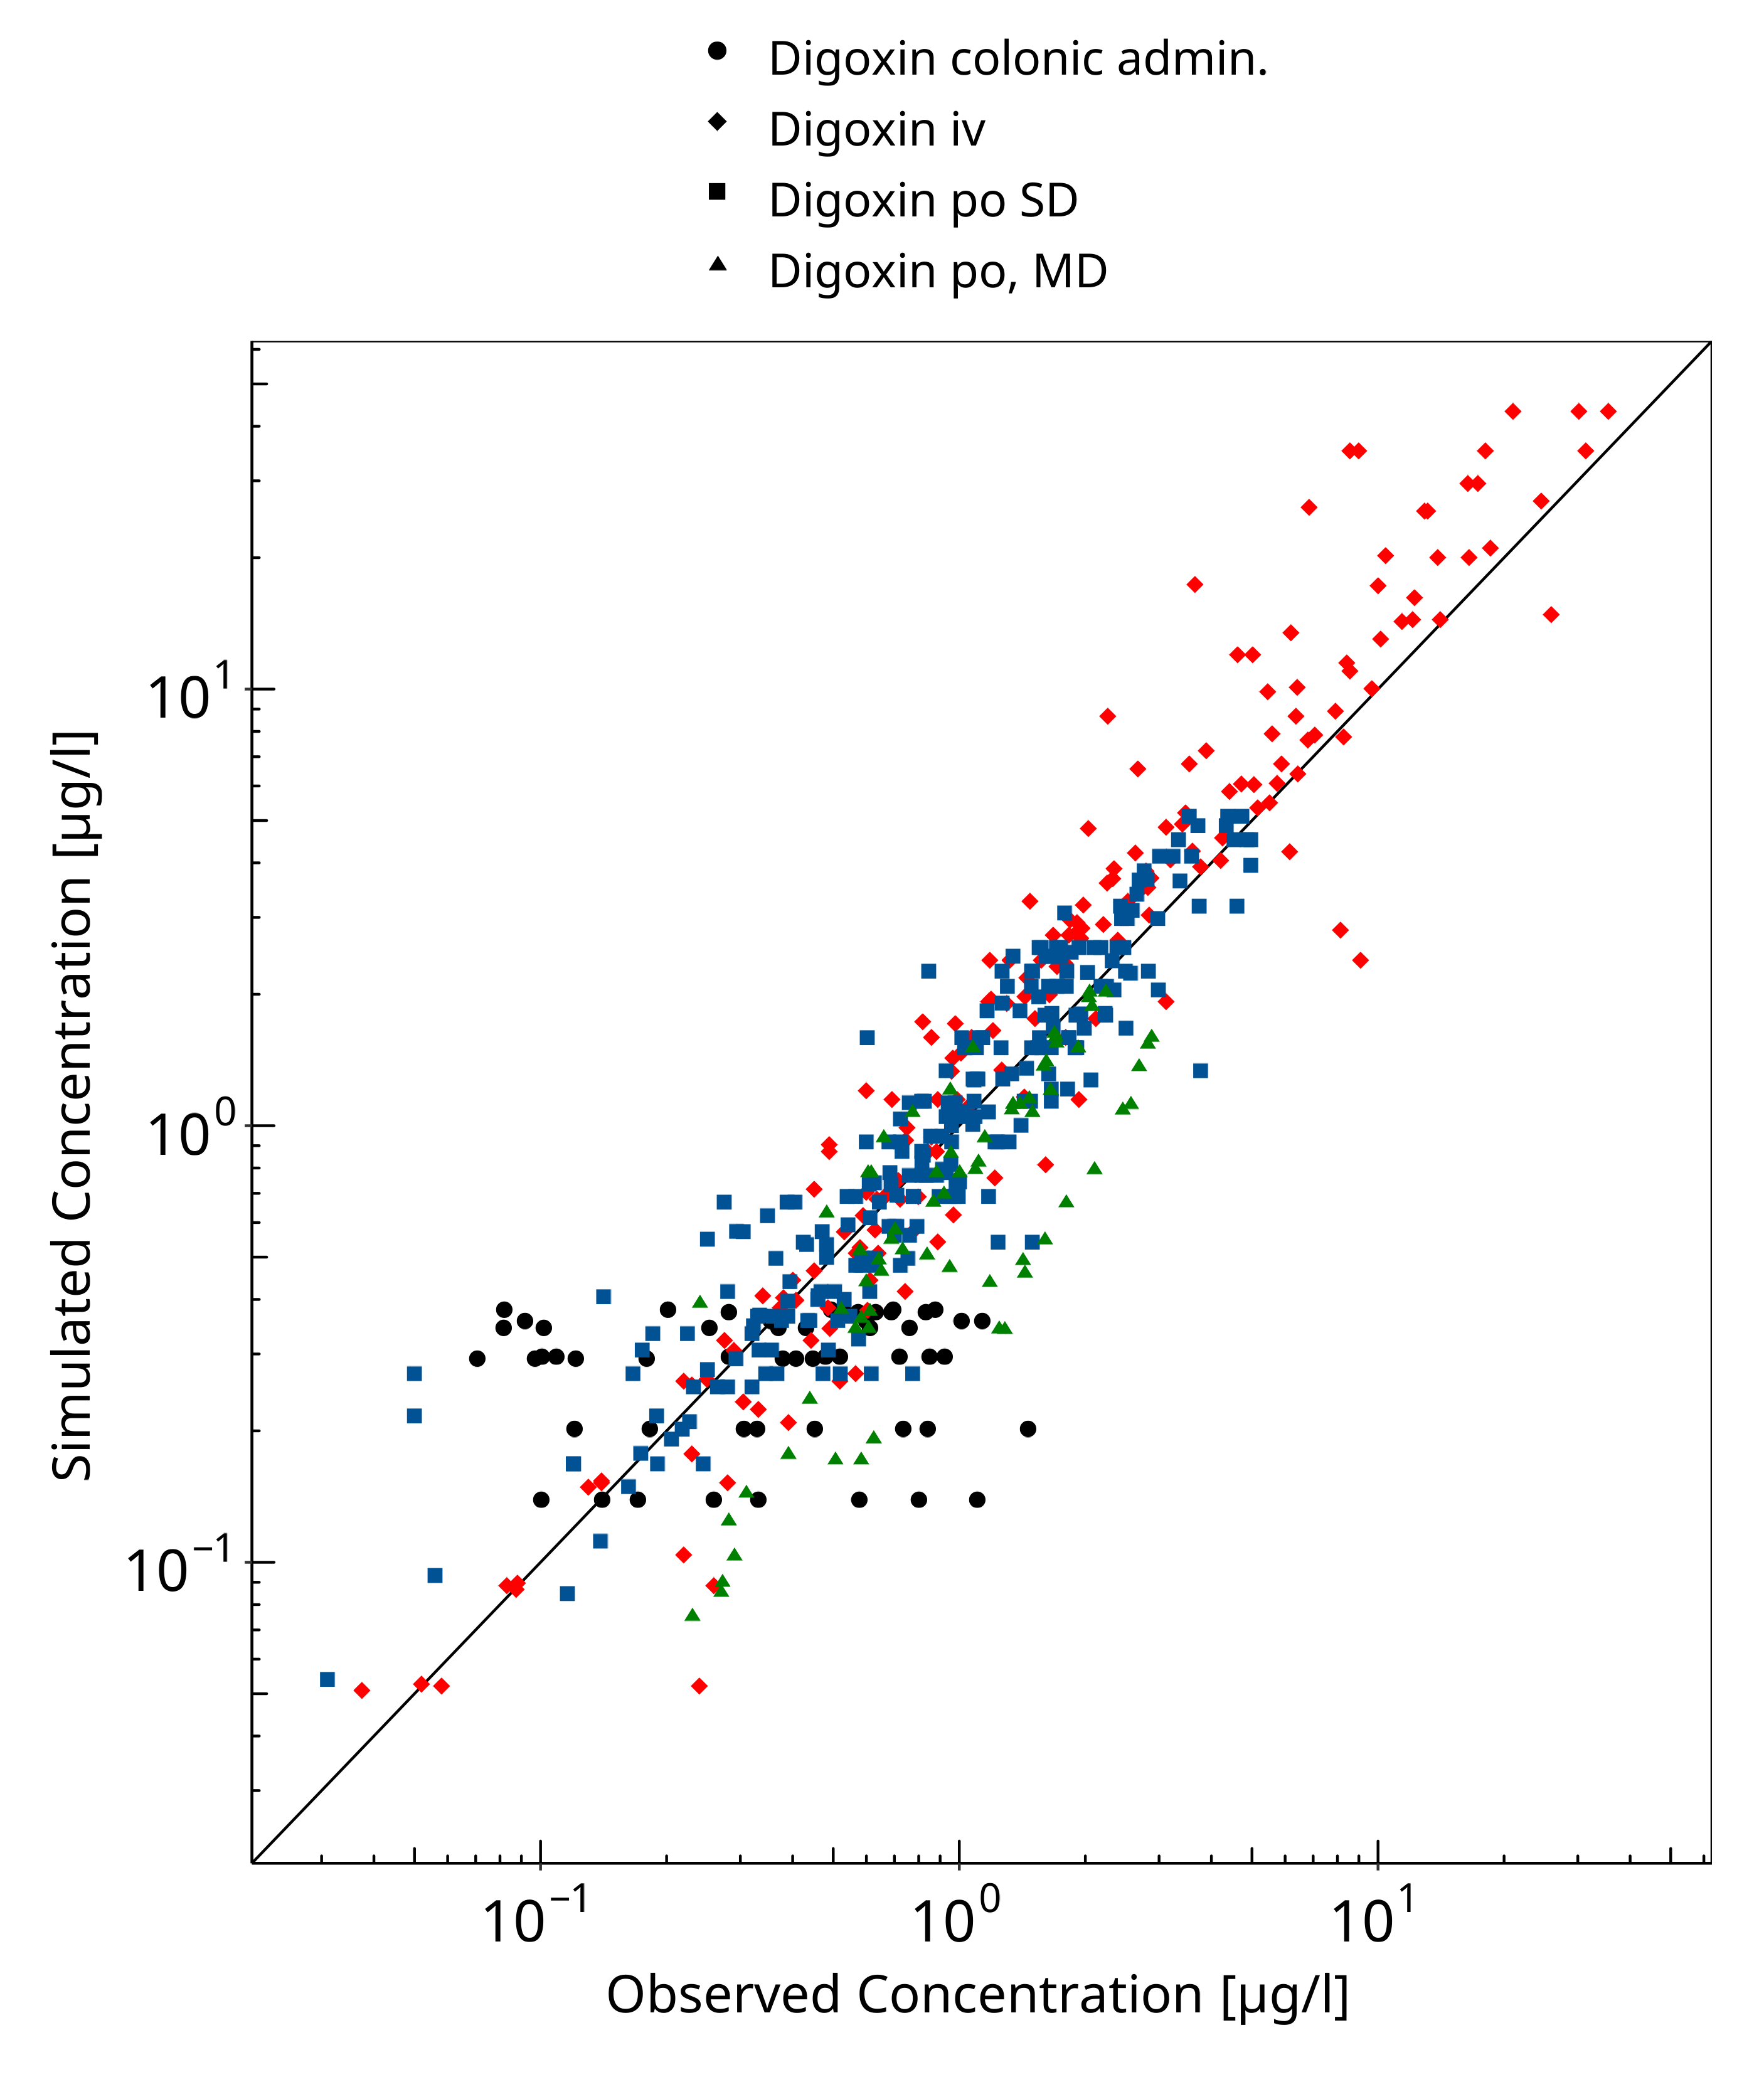 Digoxin colonic admin.
Digoxin iv
Digoxin po SD
Digoxin po, MD
Simulated Concentration [µg/l]
10¹
10⁰
10⁻¹
10⁻¹
10⁰
10¹
Observed Concentration [µg/l]